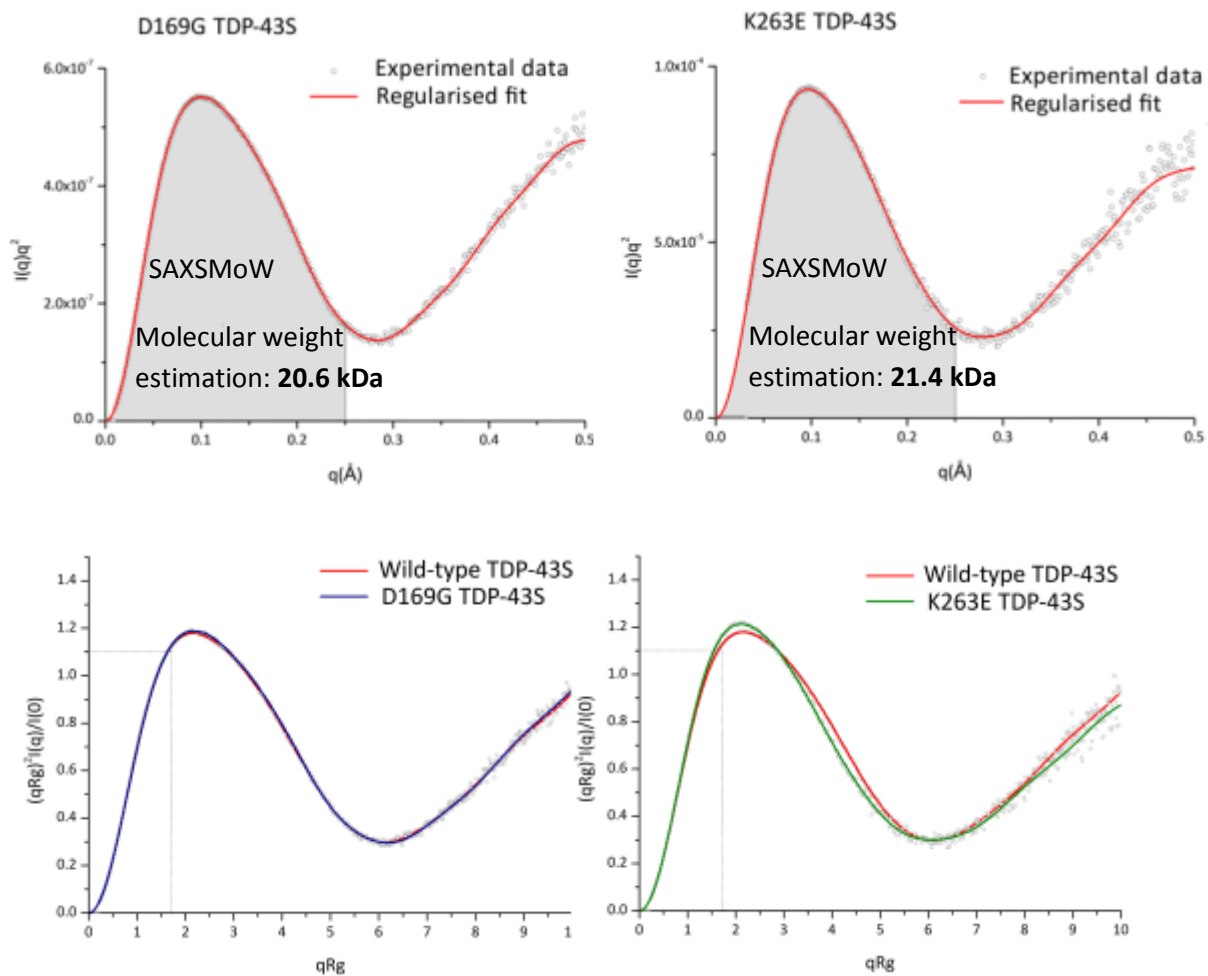 D169G TDP-43S
K263E TDP-43S
Experimental data
Regularised fit
6.0x10⁻⁷
4.0x10⁻⁷
2.0x10⁻⁷
0.0
I(q)q²
SAXSMoW
Molecular weight
estimation: 20.6 kDa
0.0 0.1 0.2 0.3 0.4 0.5
q(Å)
Experimental data
Regularised fit
1.0x10⁻⁴
5.0x10⁻⁵
0.0
I(q)q²
SAXSMoW
Molecular weight
estimation: 21.4 kDa
0.0 0.1 0.2 0.3 0.4 0.5
q(Å)
Wild-type TDP-43S
D169G TDP-43S
1.4
1.2
1.0
0.8
0.6
0.4
0.2
0.0
(qRg)²I(q)/I(0)
0 1 2 3 4 5 6 7 8 9 1
qRg
Wild-type TDP-43S
K263E TDP-43S
1.4
1.2
1.0
0.8
0.6
0.4
0.2
0.0
(qRg)²I(q)/I(0)
0 1 2 3 4 5 6 7 8 9 10
qRg